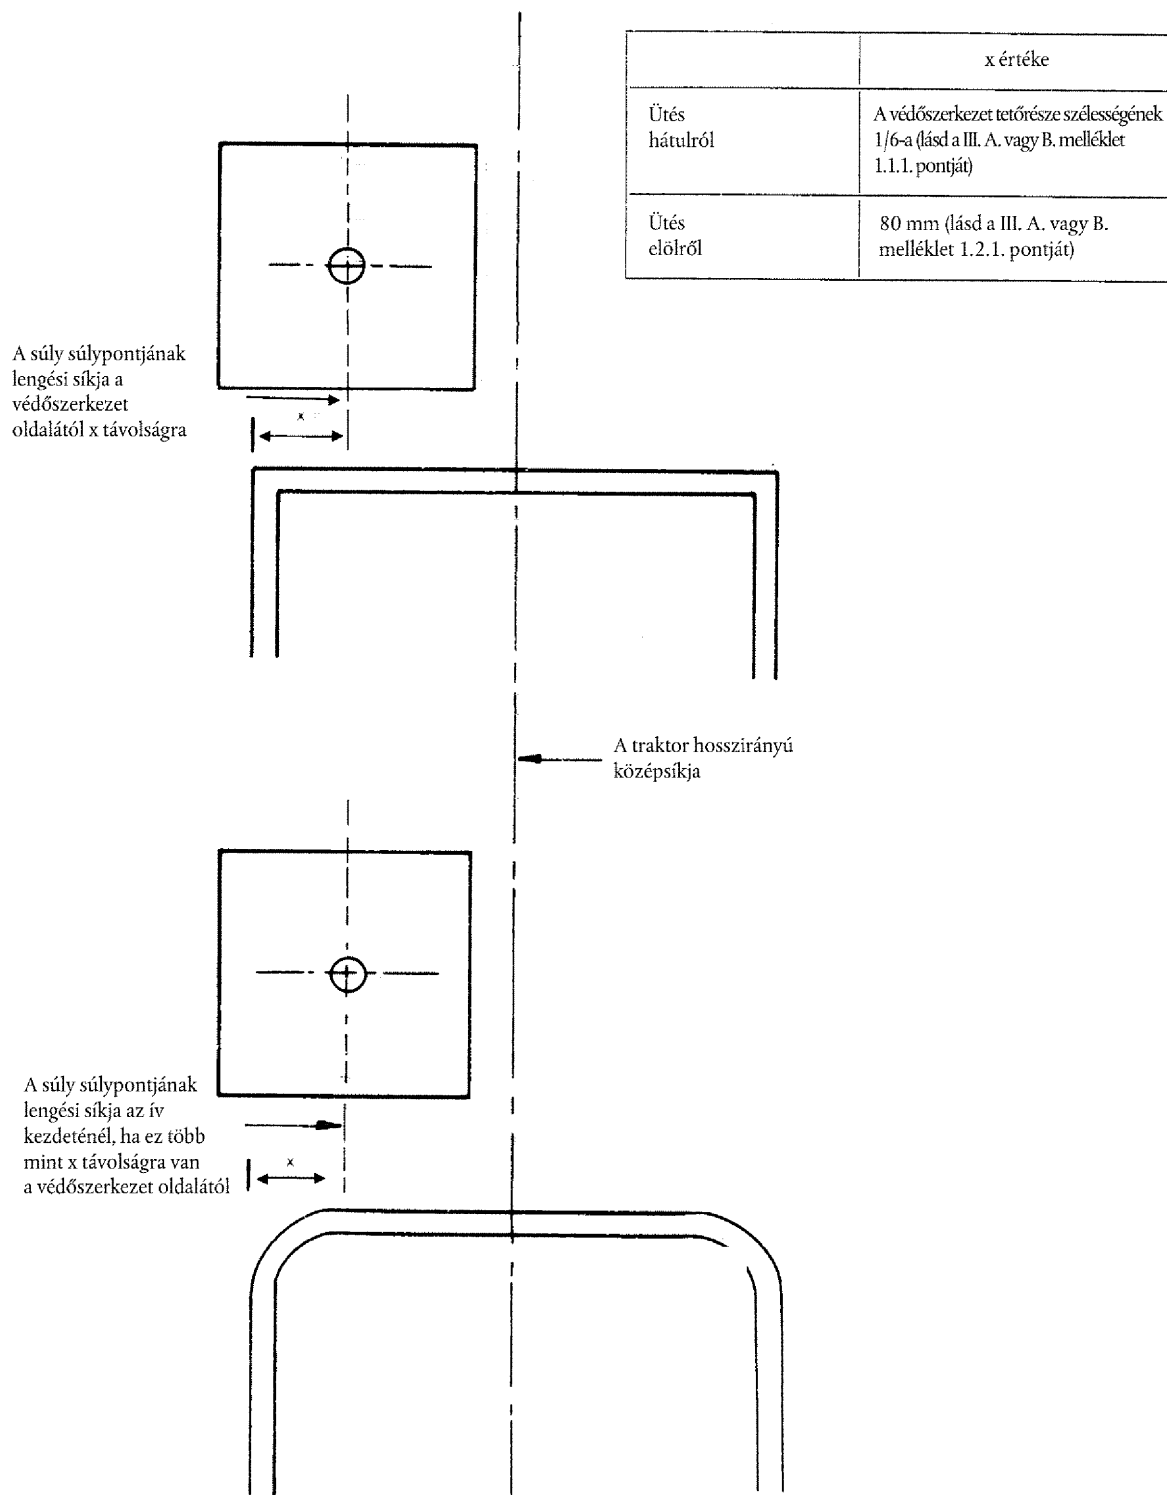 x értéke
Ütés
hátulról
A védőszerkezet tetőrésze szélességének
1/6-a (lásd a III. A. vagy B. melléklet
1.1.1. pontját)
Ütés
elölről
80 mm (lásd a III. A. vagy B.
melléklet 1.2.1. pontját)
A súly súlypontjának
lengési síkja a
védőszerkezet
oldalától x távolságra
x
A traktor hosszirányú
középsíkja
A súly súlypontjának
lengési síkja az ív
kezdeténél, ha ez több
mint x távolságra van
a védőszerkezet oldalától
x